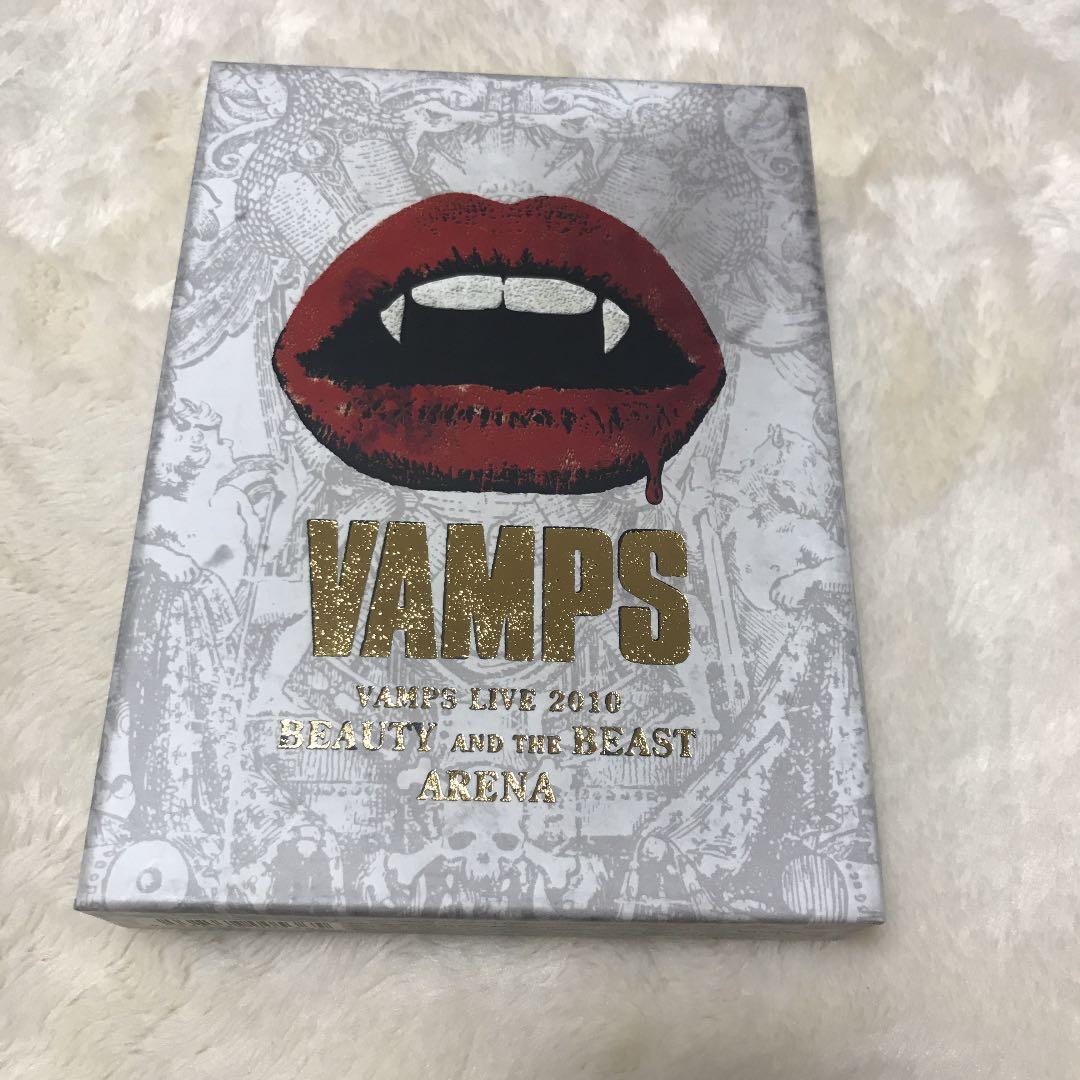 VAMPS
VAMPS LIVE 2010
BEAUTY AND THE BEAST
ARENA